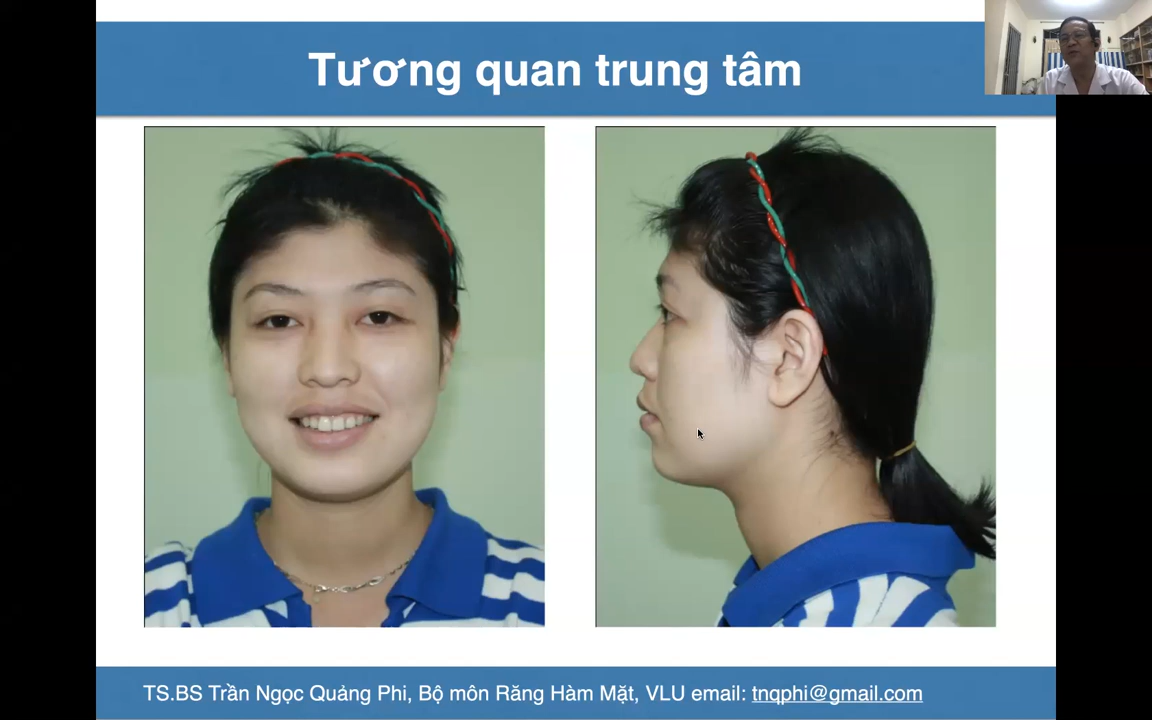 Tương quan trung tâm
TS.BS Trần Ngọc Quảng Phi, Bộ môn Răng Hàm Mặt, VLU email: tnqphi@gmail.com